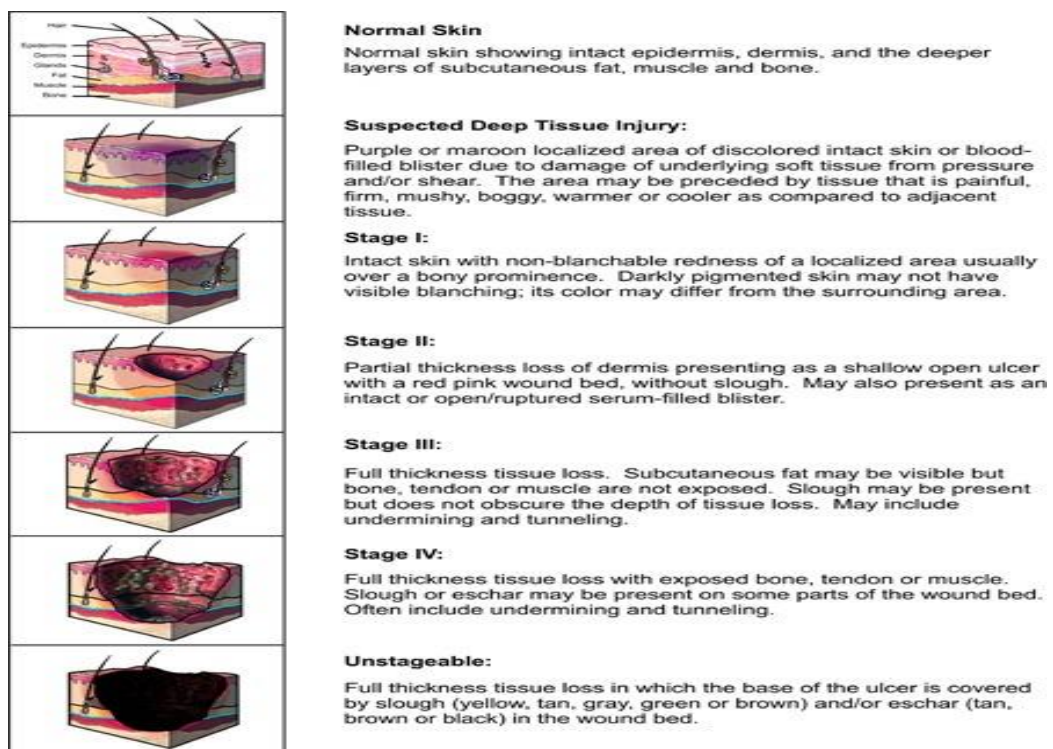 Hair
Epidermis
Dermis
Glands
Fat
Muscle
Bone
Normal Skin
Normal skin showing intact epidermis, dermis, and the deeper
layers of subcutaneous fat, muscle and bone.
Suspected Deep Tissue Injury:
Purple or maroon localized area of discolored intact skin or blood-
filled blister due to damage of underlying soft tissue from pressure
and/or shear. The area may be preceded by tissue that is painful,
firm, mushy, boggy, warmer or cooler as compared to adjacent
tissue.
Stage I:
Intact skin with non-blanchable redness of a localized area usually
over a bony prominence. Darkly pigmented skin may not have
visible blanching; its color may differ from the surrounding area.
Stage II:
Partial thickness loss of dermis presenting as a shallow open ulcer
with a red pink wound bed, without slough. May also present as an
intact or open/ruptured serum-filled blister.
Stage III:
Full thickness tissue loss. Subcutaneous fat may be visible but
bone, tendon or muscle are not exposed. Slough may be present
but does not obscure the depth of tissue loss. May include
undermining and tunneling.
Stage IV:
Full thickness tissue loss with exposed bone, tendon or muscle.
Slough or eschar may be present on some parts of the wound bed.
Often include undermining and tunneling.
Unstageable:
Full thickness tissue loss in which the base of the ulcer is covered
by slough (yellow, tan, gray, green or brown) and/or eschar (tan,
brown or black) in the wound bed.